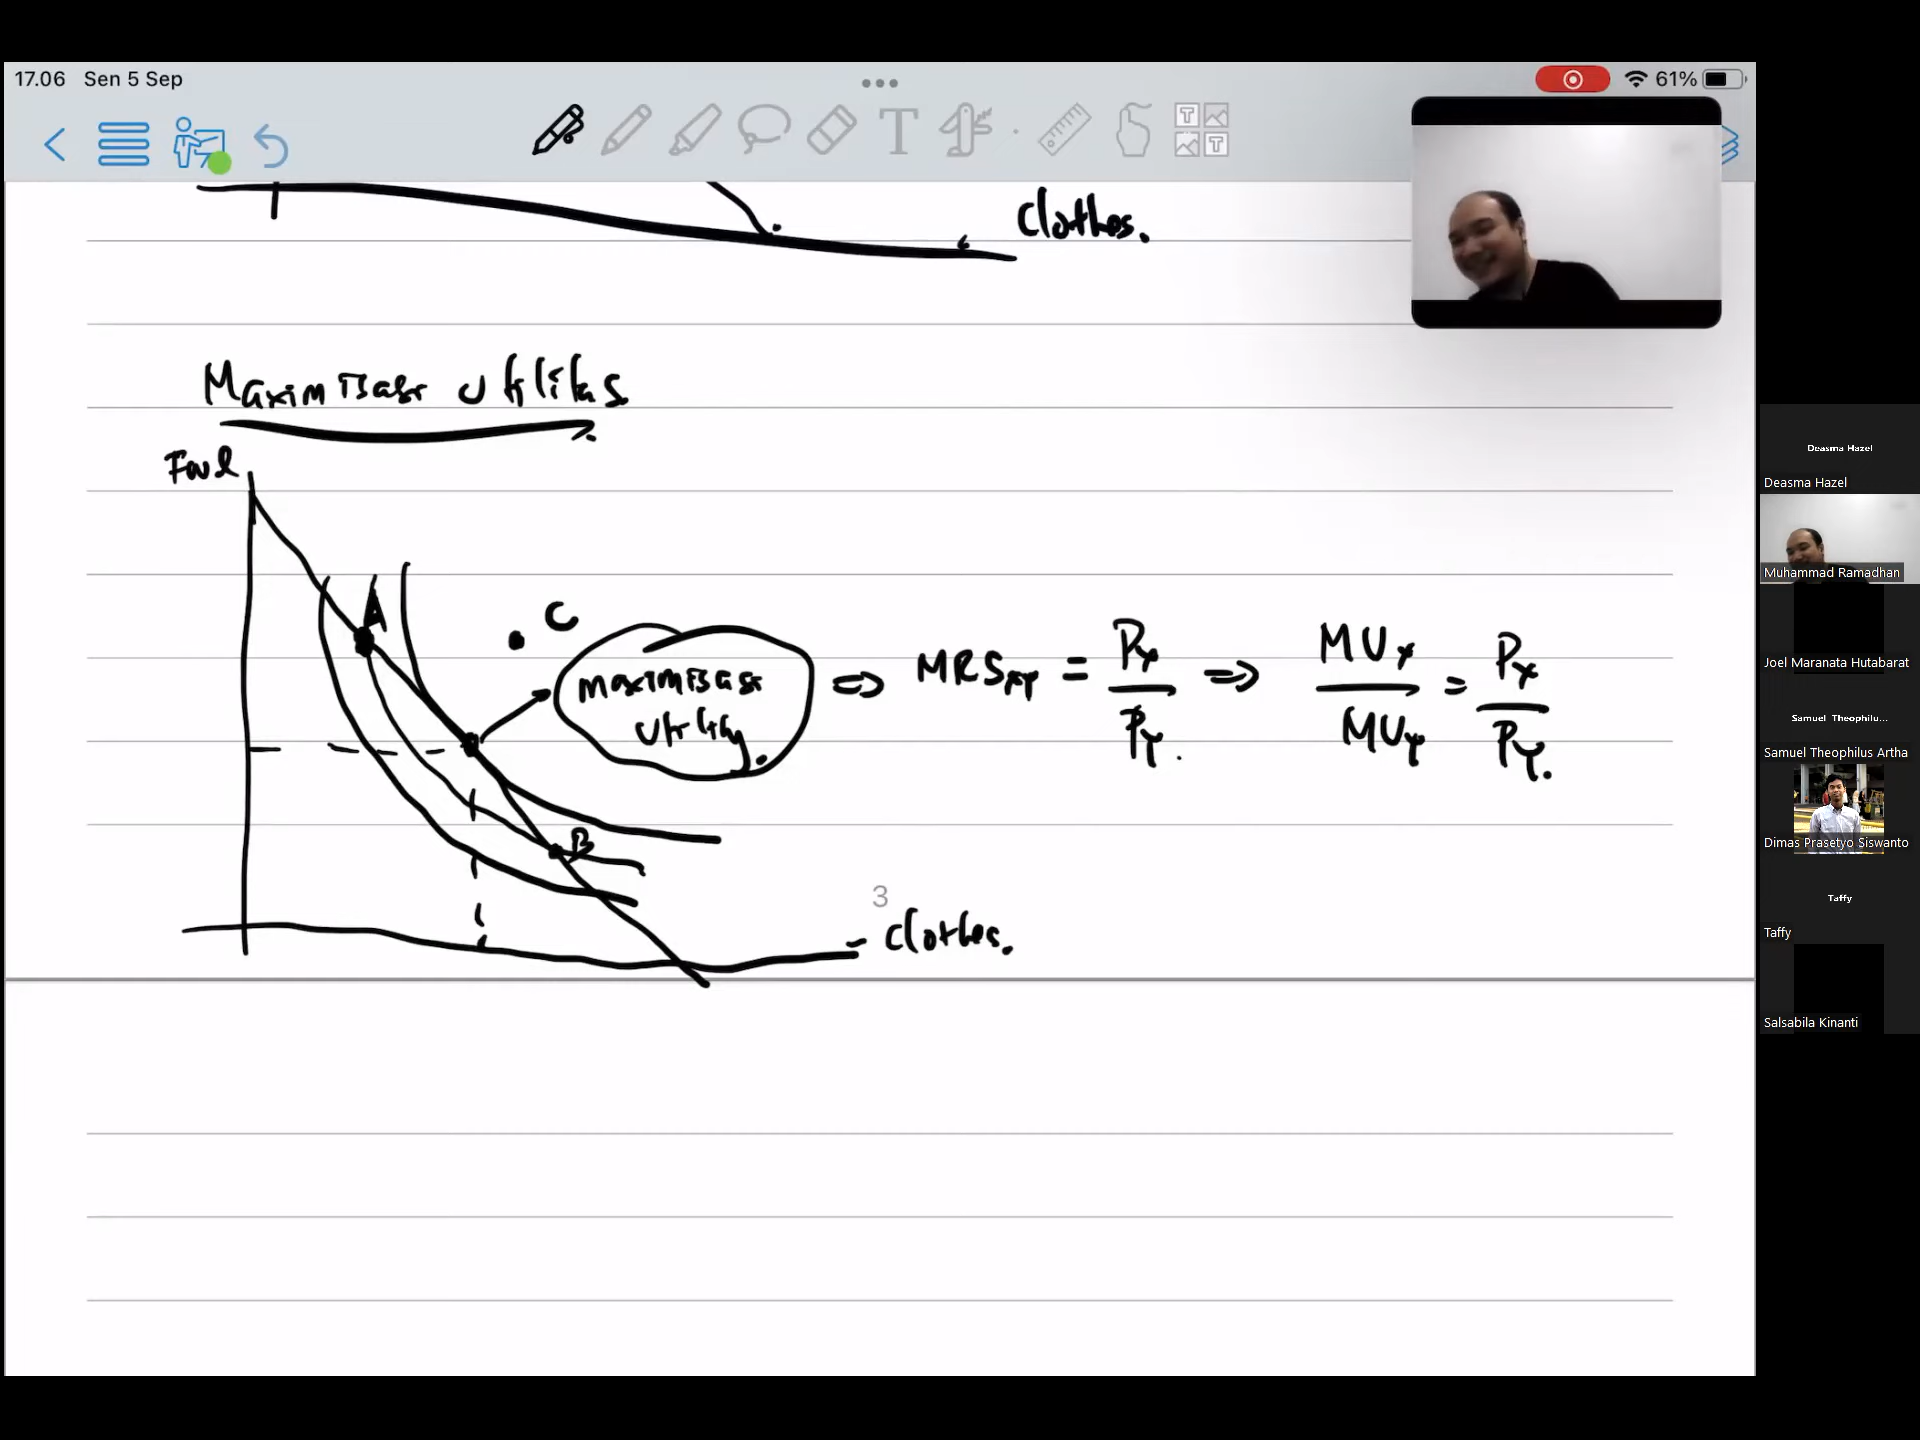 17.06 Sen 5 Sep
61%
T
T
T
Clothes.
Maximisasi utilitas
Food
A
C
Maximisasi
Utility.
⇒ MRSxy = Px / Py. ⇒ MUx / MUy = Px / Py.
B
3
Clothes.
Deasma Hazel
Deasma Hazel
Muhammad Ramadhan
Joel Maranata Hutabarat
Samuel Theophilu...
Samuel Theophilus Artha
Dimas Prasetyo Siswanto
Taffy
Taffy
Salsabila Kinanti